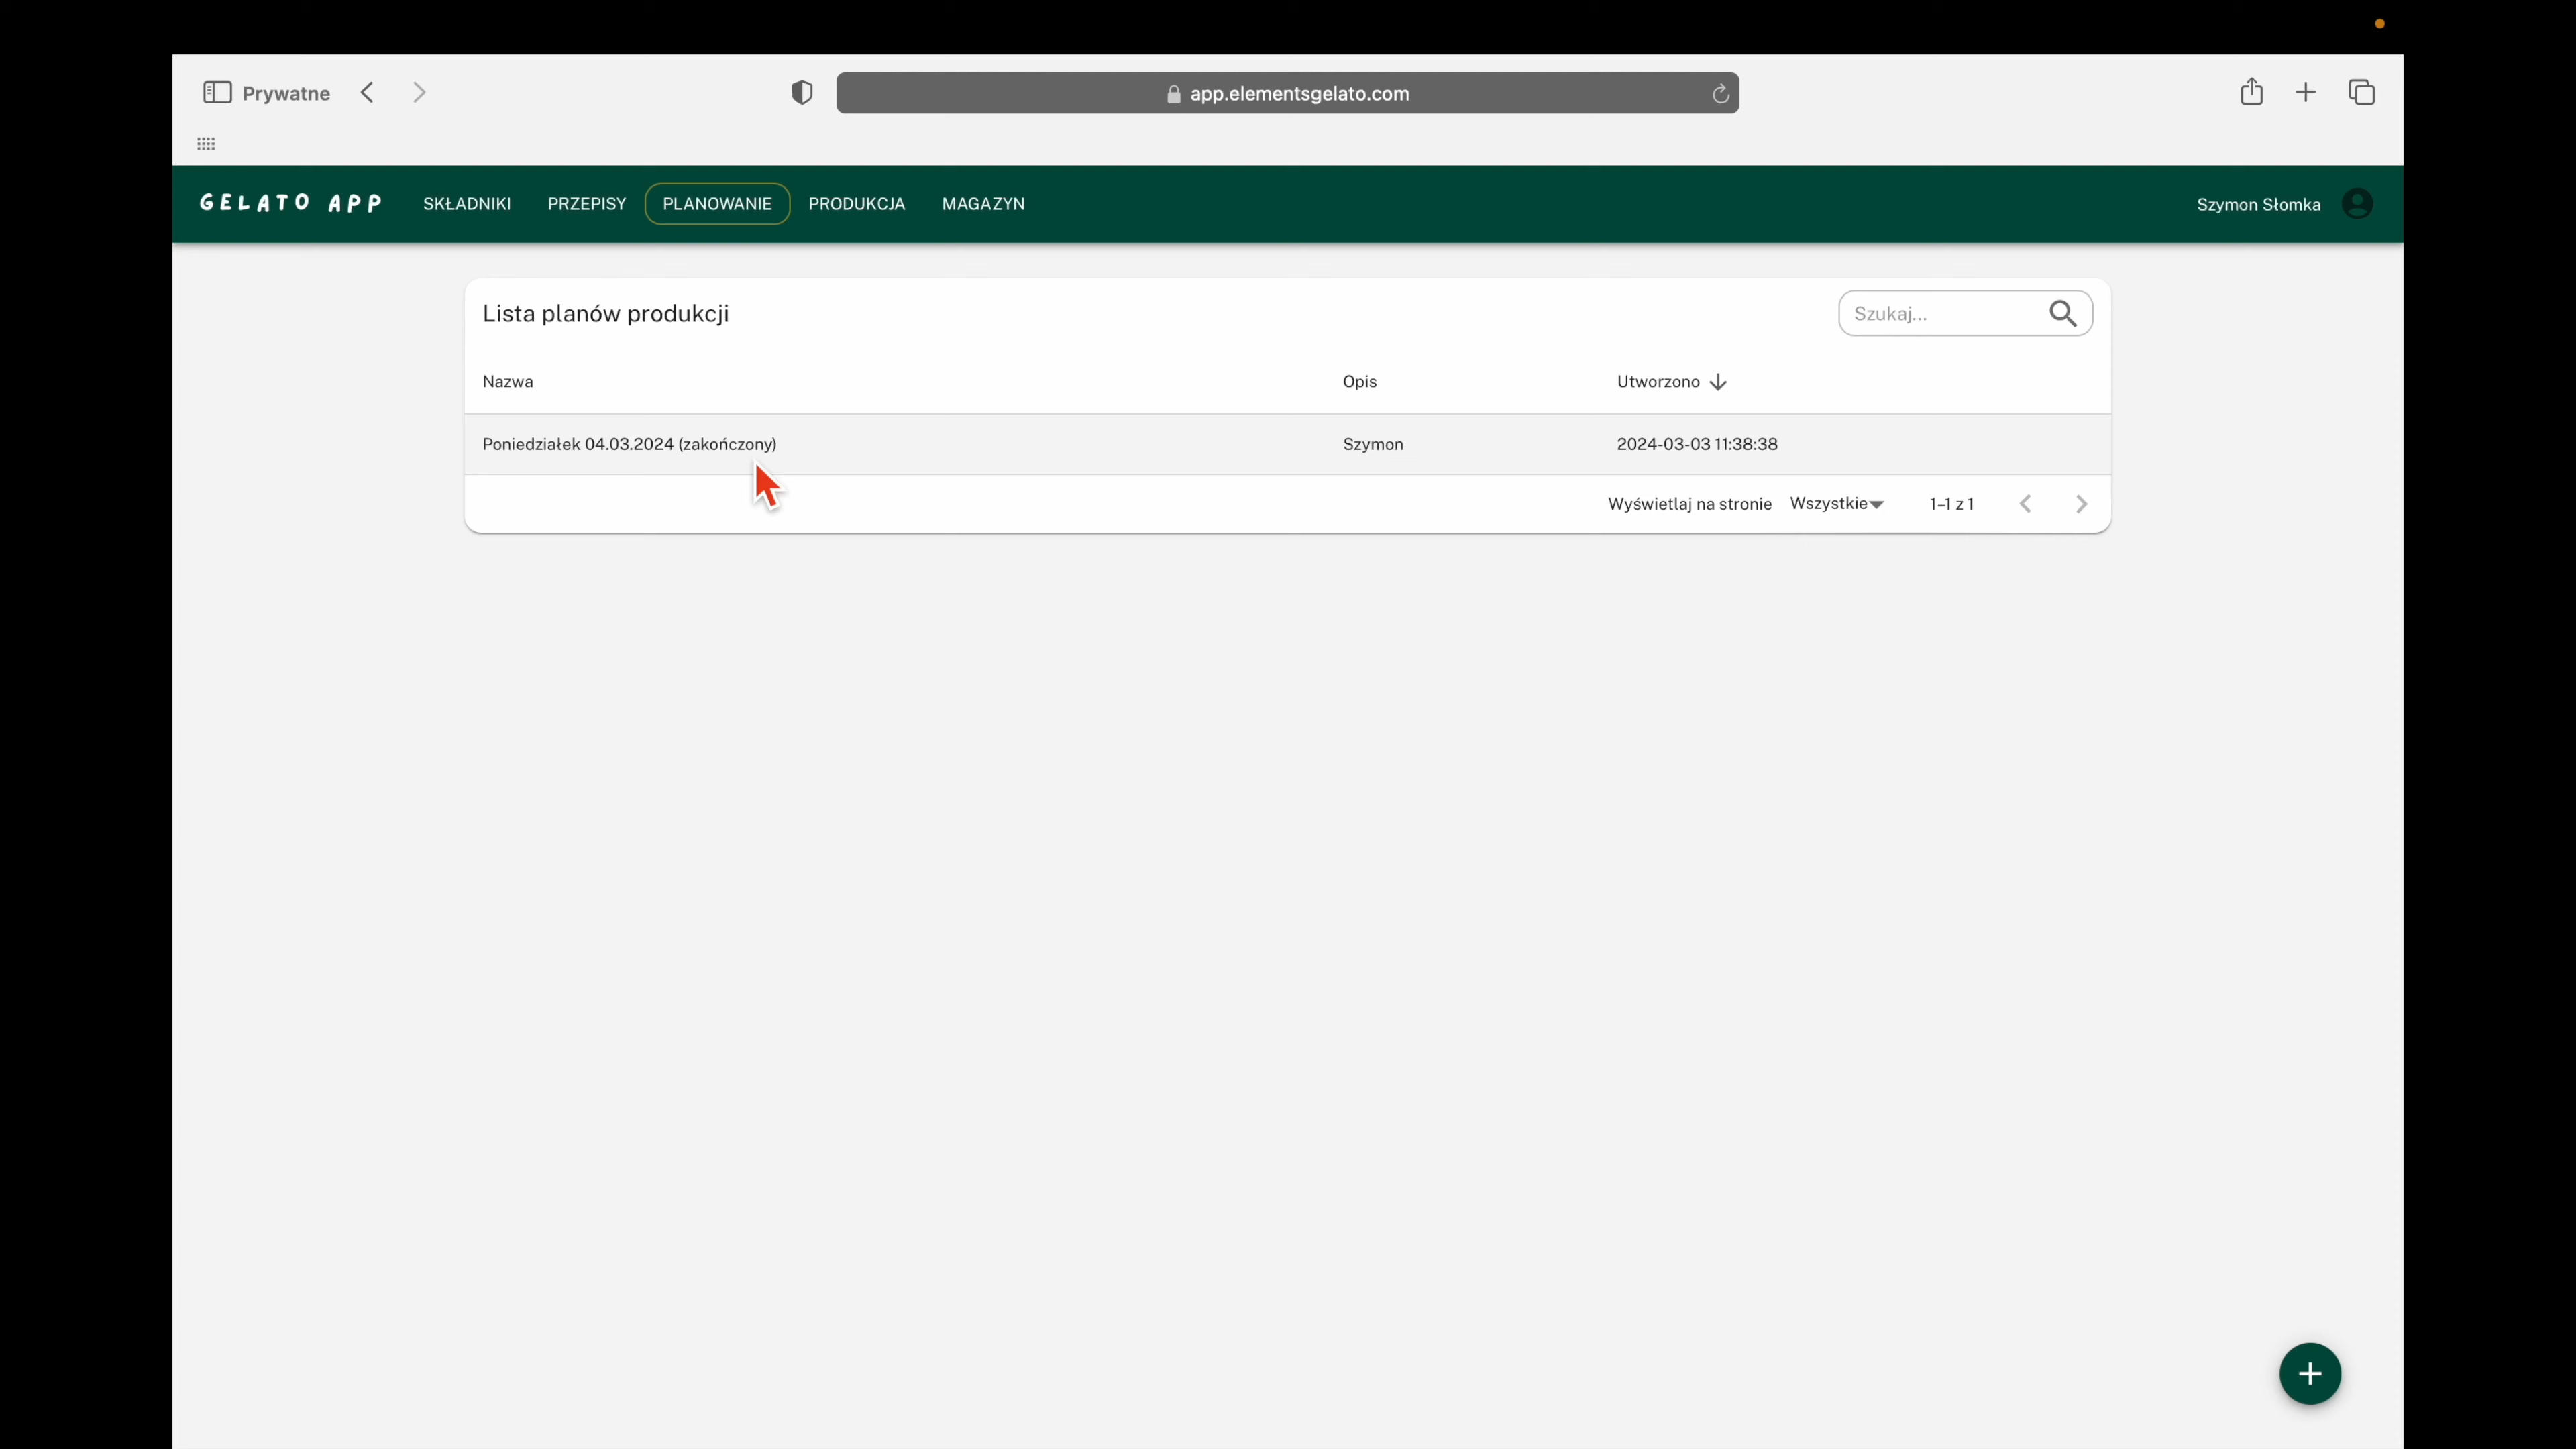 Prywatne
app.elementsgelato.com
GELATO APP SKŁADNIKI PRZEPISY PLANOWANIE PRODUKCJA MAGAZYN Szymon Słomka
Lista planów produkcji Szukaj...
Nazwa Opis Utworzono
Poniedziałek 04.03.2024 (zakończony) Szymon 2024-03-03 11:38:38
Wyświetlaj na stronie Wszystkie 1–1 z 1